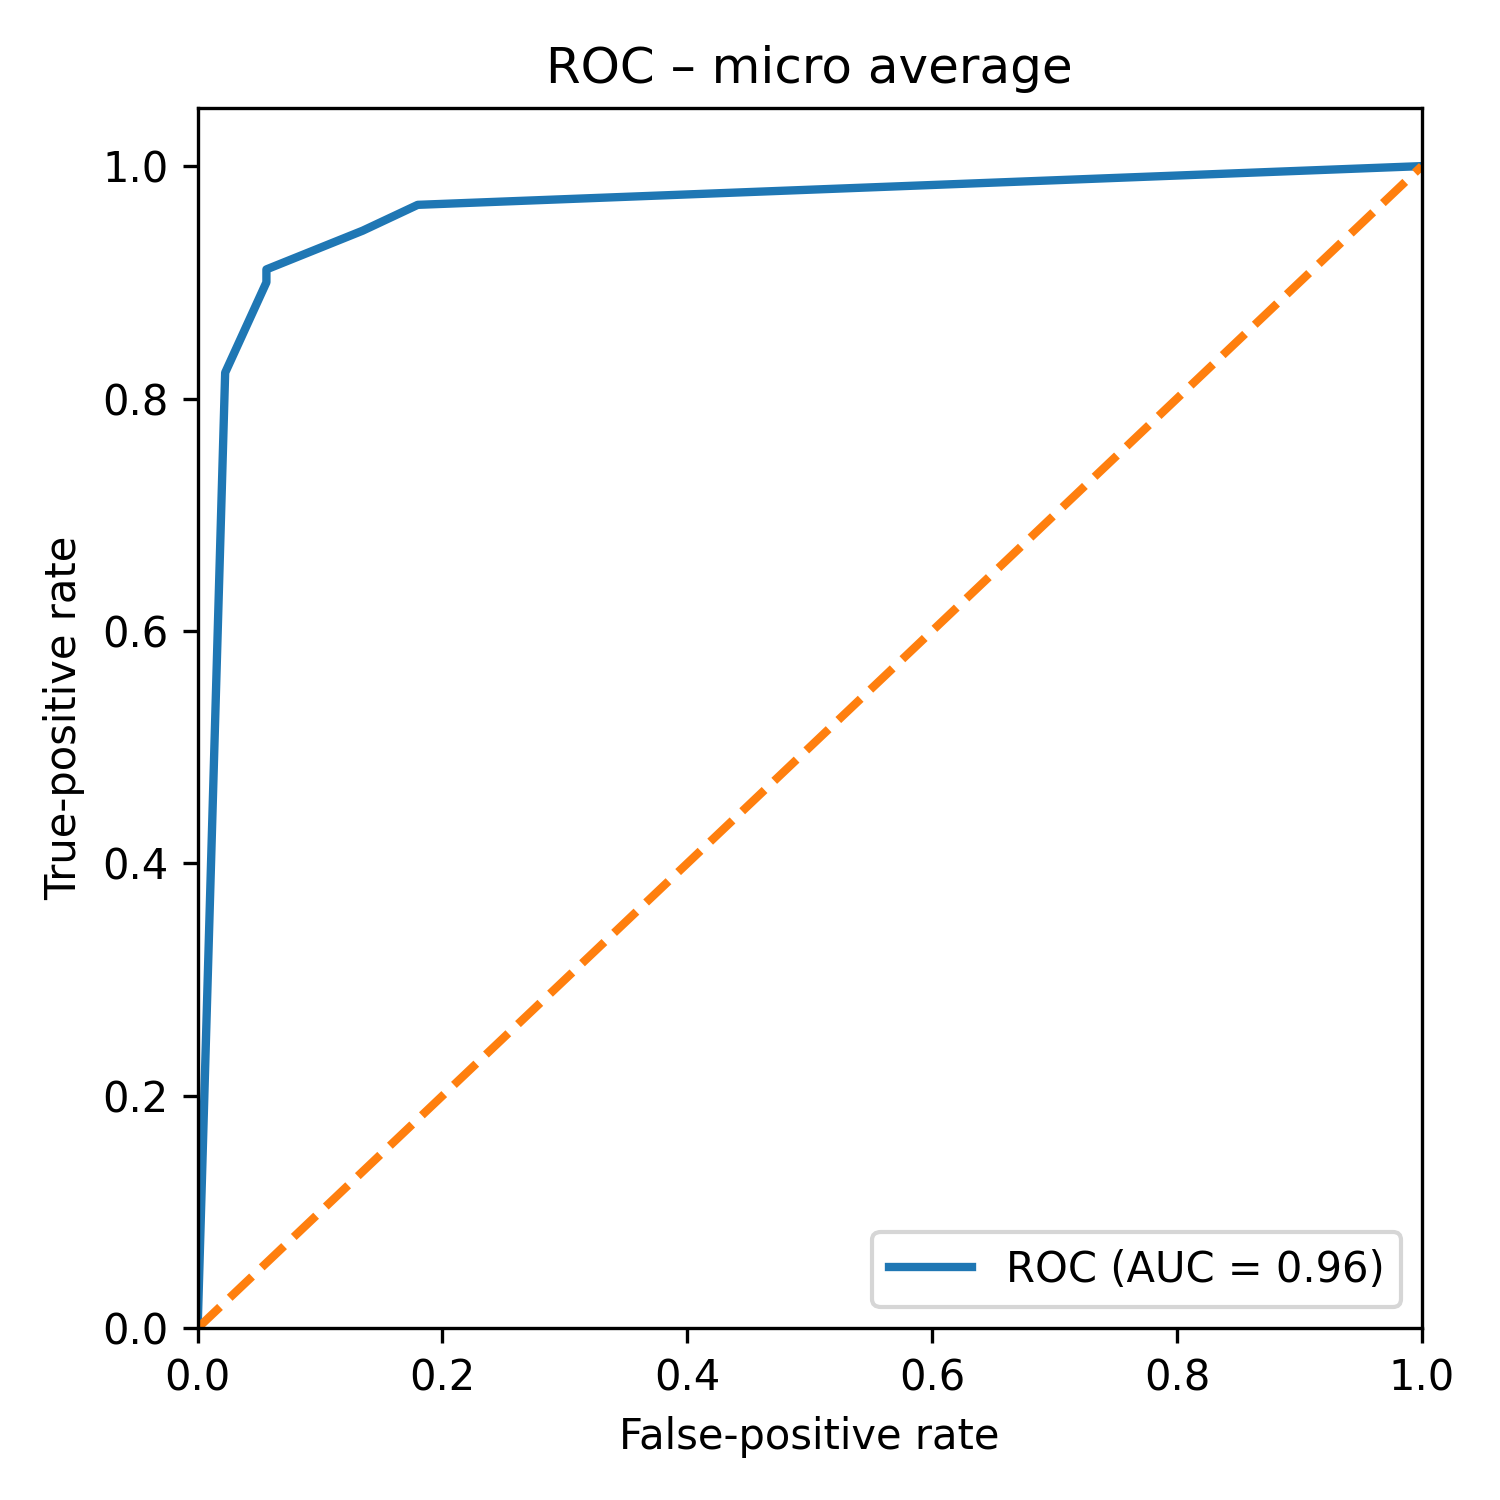 ROC – micro average
1.0
0.8
0.6
0.4
0.2
0.0
True-positive rate
0.0 0.2 0.4 0.6 0.8 1.0
False-positive rate
ROC (AUC = 0.96)